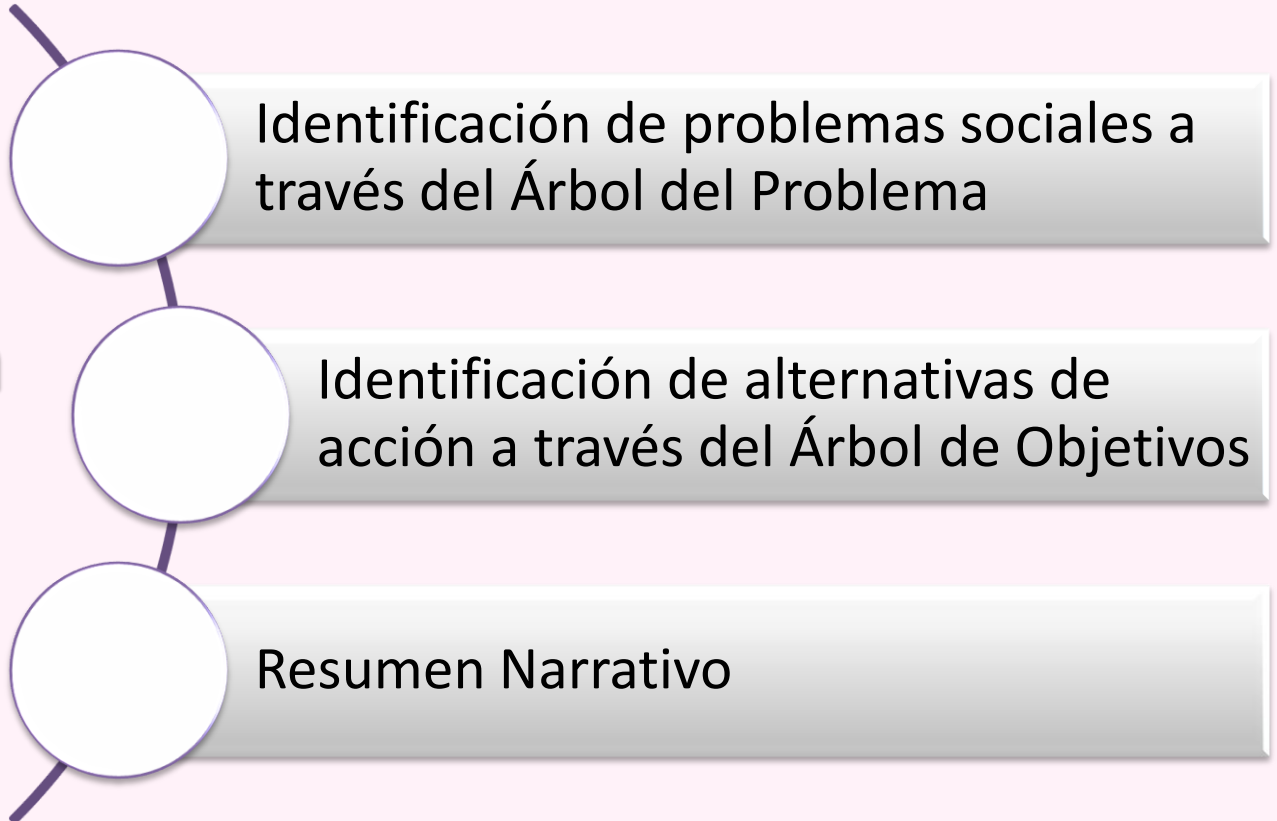 Identificación de problemas sociales a
través del Árbol del Problema
Identificación de alternativas de
acción a través del Árbol de Objetivos
Resumen Narrativo